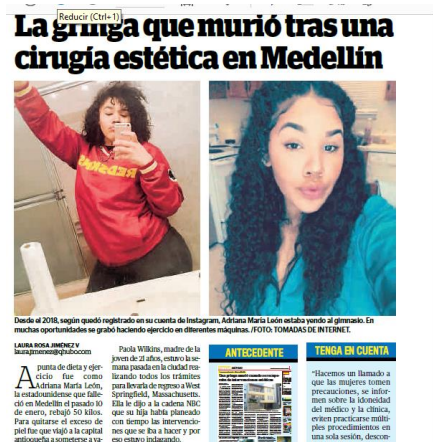 Reducir (Ctrl+1)
La gringa que murió tras una
cirugía estética en Medellín
Desde el 2018, según quedó registrado en su cuenta de Instagram, Adriana María León estaba yendo al gimnasio. En
muchas oportunidades se grabó haciendo ejercicio en diferentes máquinas. /FOTO: TOMADAS DE INTERNET.
LAURA ROSA JIMÉNEZ V
laura.jimenez@qhubo.com
A punta de dieta y ejer-
cicio fue como
Adriana María León,
la estadounidense que falle-
ció en Medellín el pasado 10
de enero, rebajó 50 kilos.
Para quitarse el exceso de
piel fue que viajó a la capital
antioqueña a someterse a va-
Paola Wilkins, madre de la
joven de 21 años, estuvo la se-
mana pasada en la ciudad rea-
lizando todos los trámites
para llevarla de regreso a West
Springfield, Massachusetts.
Ella le dijo a la cadena NBC
que su hija había planeado
con tiempo las intervencio-
nes que se iba a hacer y por
eso estuvo indagando.
ANTECEDENTE
TENGA EN CUENTA
"Hacemos un llamado a
que las mujeres tomen
precauciones, se infor-
men sobre la idoneidad
del médico y la clínica,
eviten practicarse múlti-
ples procedimientos en
una sola sesión, descon-